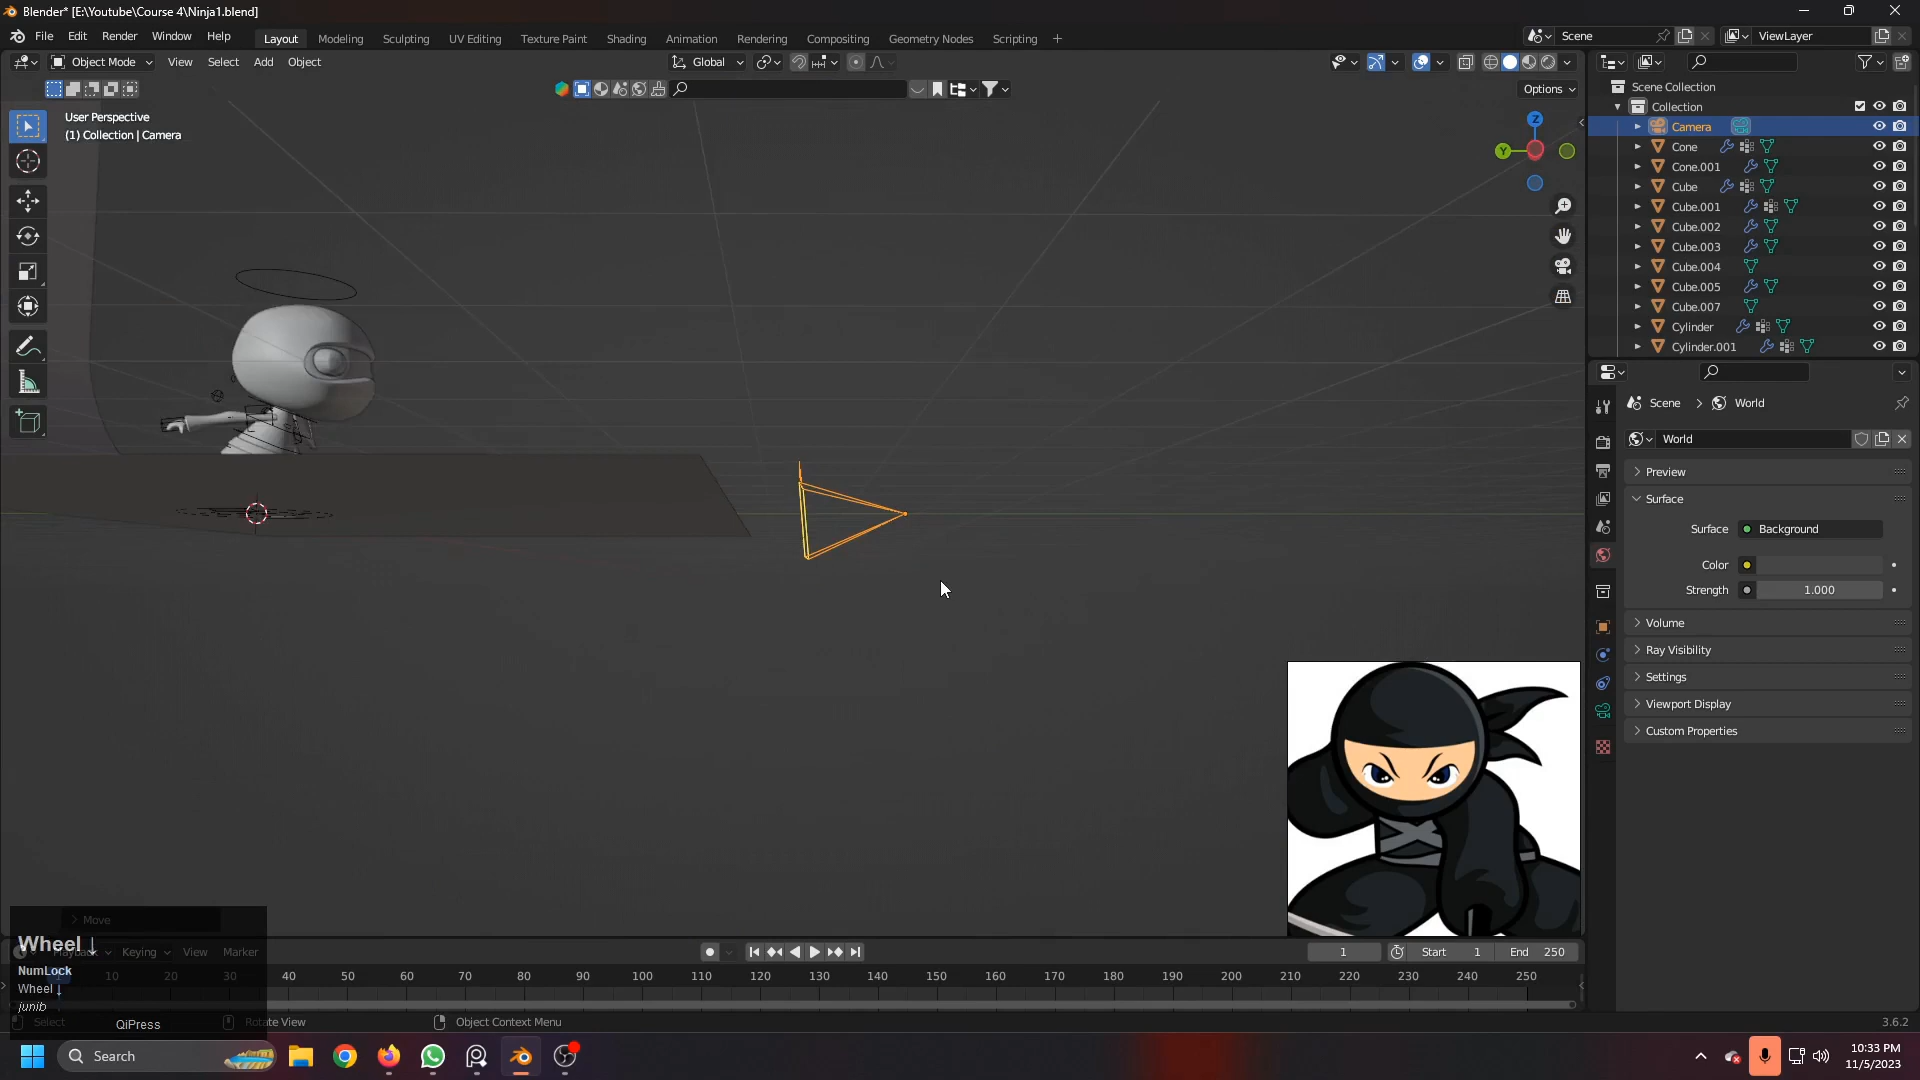 Blender* [E:\Youtube\Course 4\Ninja1.blend]
File Edit Render Window Help Layout Modeling Sculpting UV Editing Texture Paint Shading Animation Rendering Compositing Geometry Nodes Scripting + Scene ViewLayer
Object Mode View Select Add Object Global
Options
User Perspective
(1) Collection | Camera
Z
Y
Scene Collection
Collection
Camera
Cone
Cone.001
Cube
Cube.001
Cube.002
Cube.003
Cube.004
Cube.005
Cube.007
Cylinder
Cylinder.001
Scene > World
World
Preview
Surface
Surface Background
Color
Strength 1.000
Volume
Ray Visibility
Settings
Viewport Display
Custom Properties
Move
Wheel ↓
Playback Keying View Marker 1 Start 1 End 250
NumLock
10 20 30 40 50 60 70 80 90 100 110 120 130 140 150 160 170 180 190 200 210 220 230 240 250
Wheel ↓
junib
Select QiPress Rotate View Object Context Menu 3.6.2
Search
10:33 PM
11/5/2023